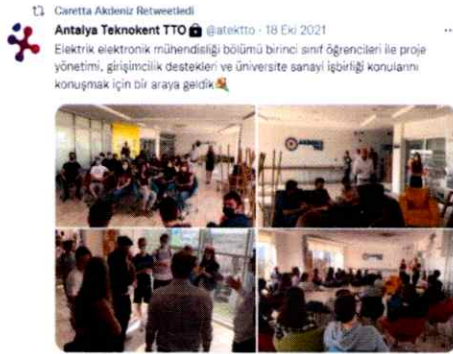 Caretta Akdeniz Retweetledi
Antalya Teknokent TTO @atektto · 18 Eki 2021
Elektrik elektronik mühendisliği bölümü birinci sınıf öğrencileri ile proje
yönetimi, girişimcilik destekleri ve üniversite sanayi işbirliği konularını
konuşmak için bir araya geldik